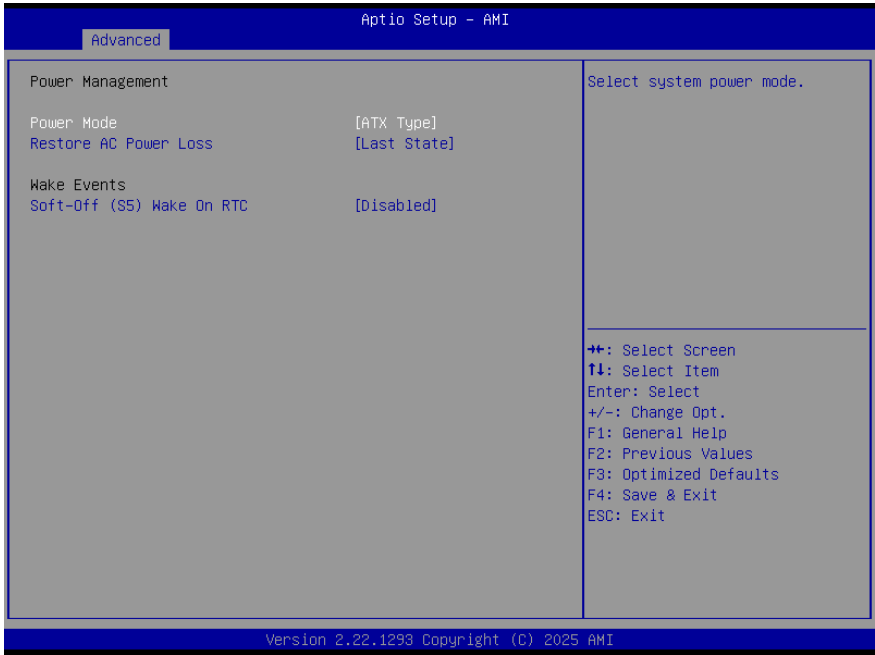 Aptio Setup – AMI
Advanced
Power Management
Select system power mode.
Power Mode [ATX Type]
Restore AC Power Loss [Last State]
Wake Events
Soft-Off (S5) Wake On RTC [Disabled]
→←: Select Screen
↑↓: Select Item
Enter: Select
+/-: Change Opt.
F1: General Help
F2: Previous Values
F3: Optimized Defaults
F4: Save & Exit
ESC: Exit
Version 2.22.1293 Copyright (C) 2025 AMI